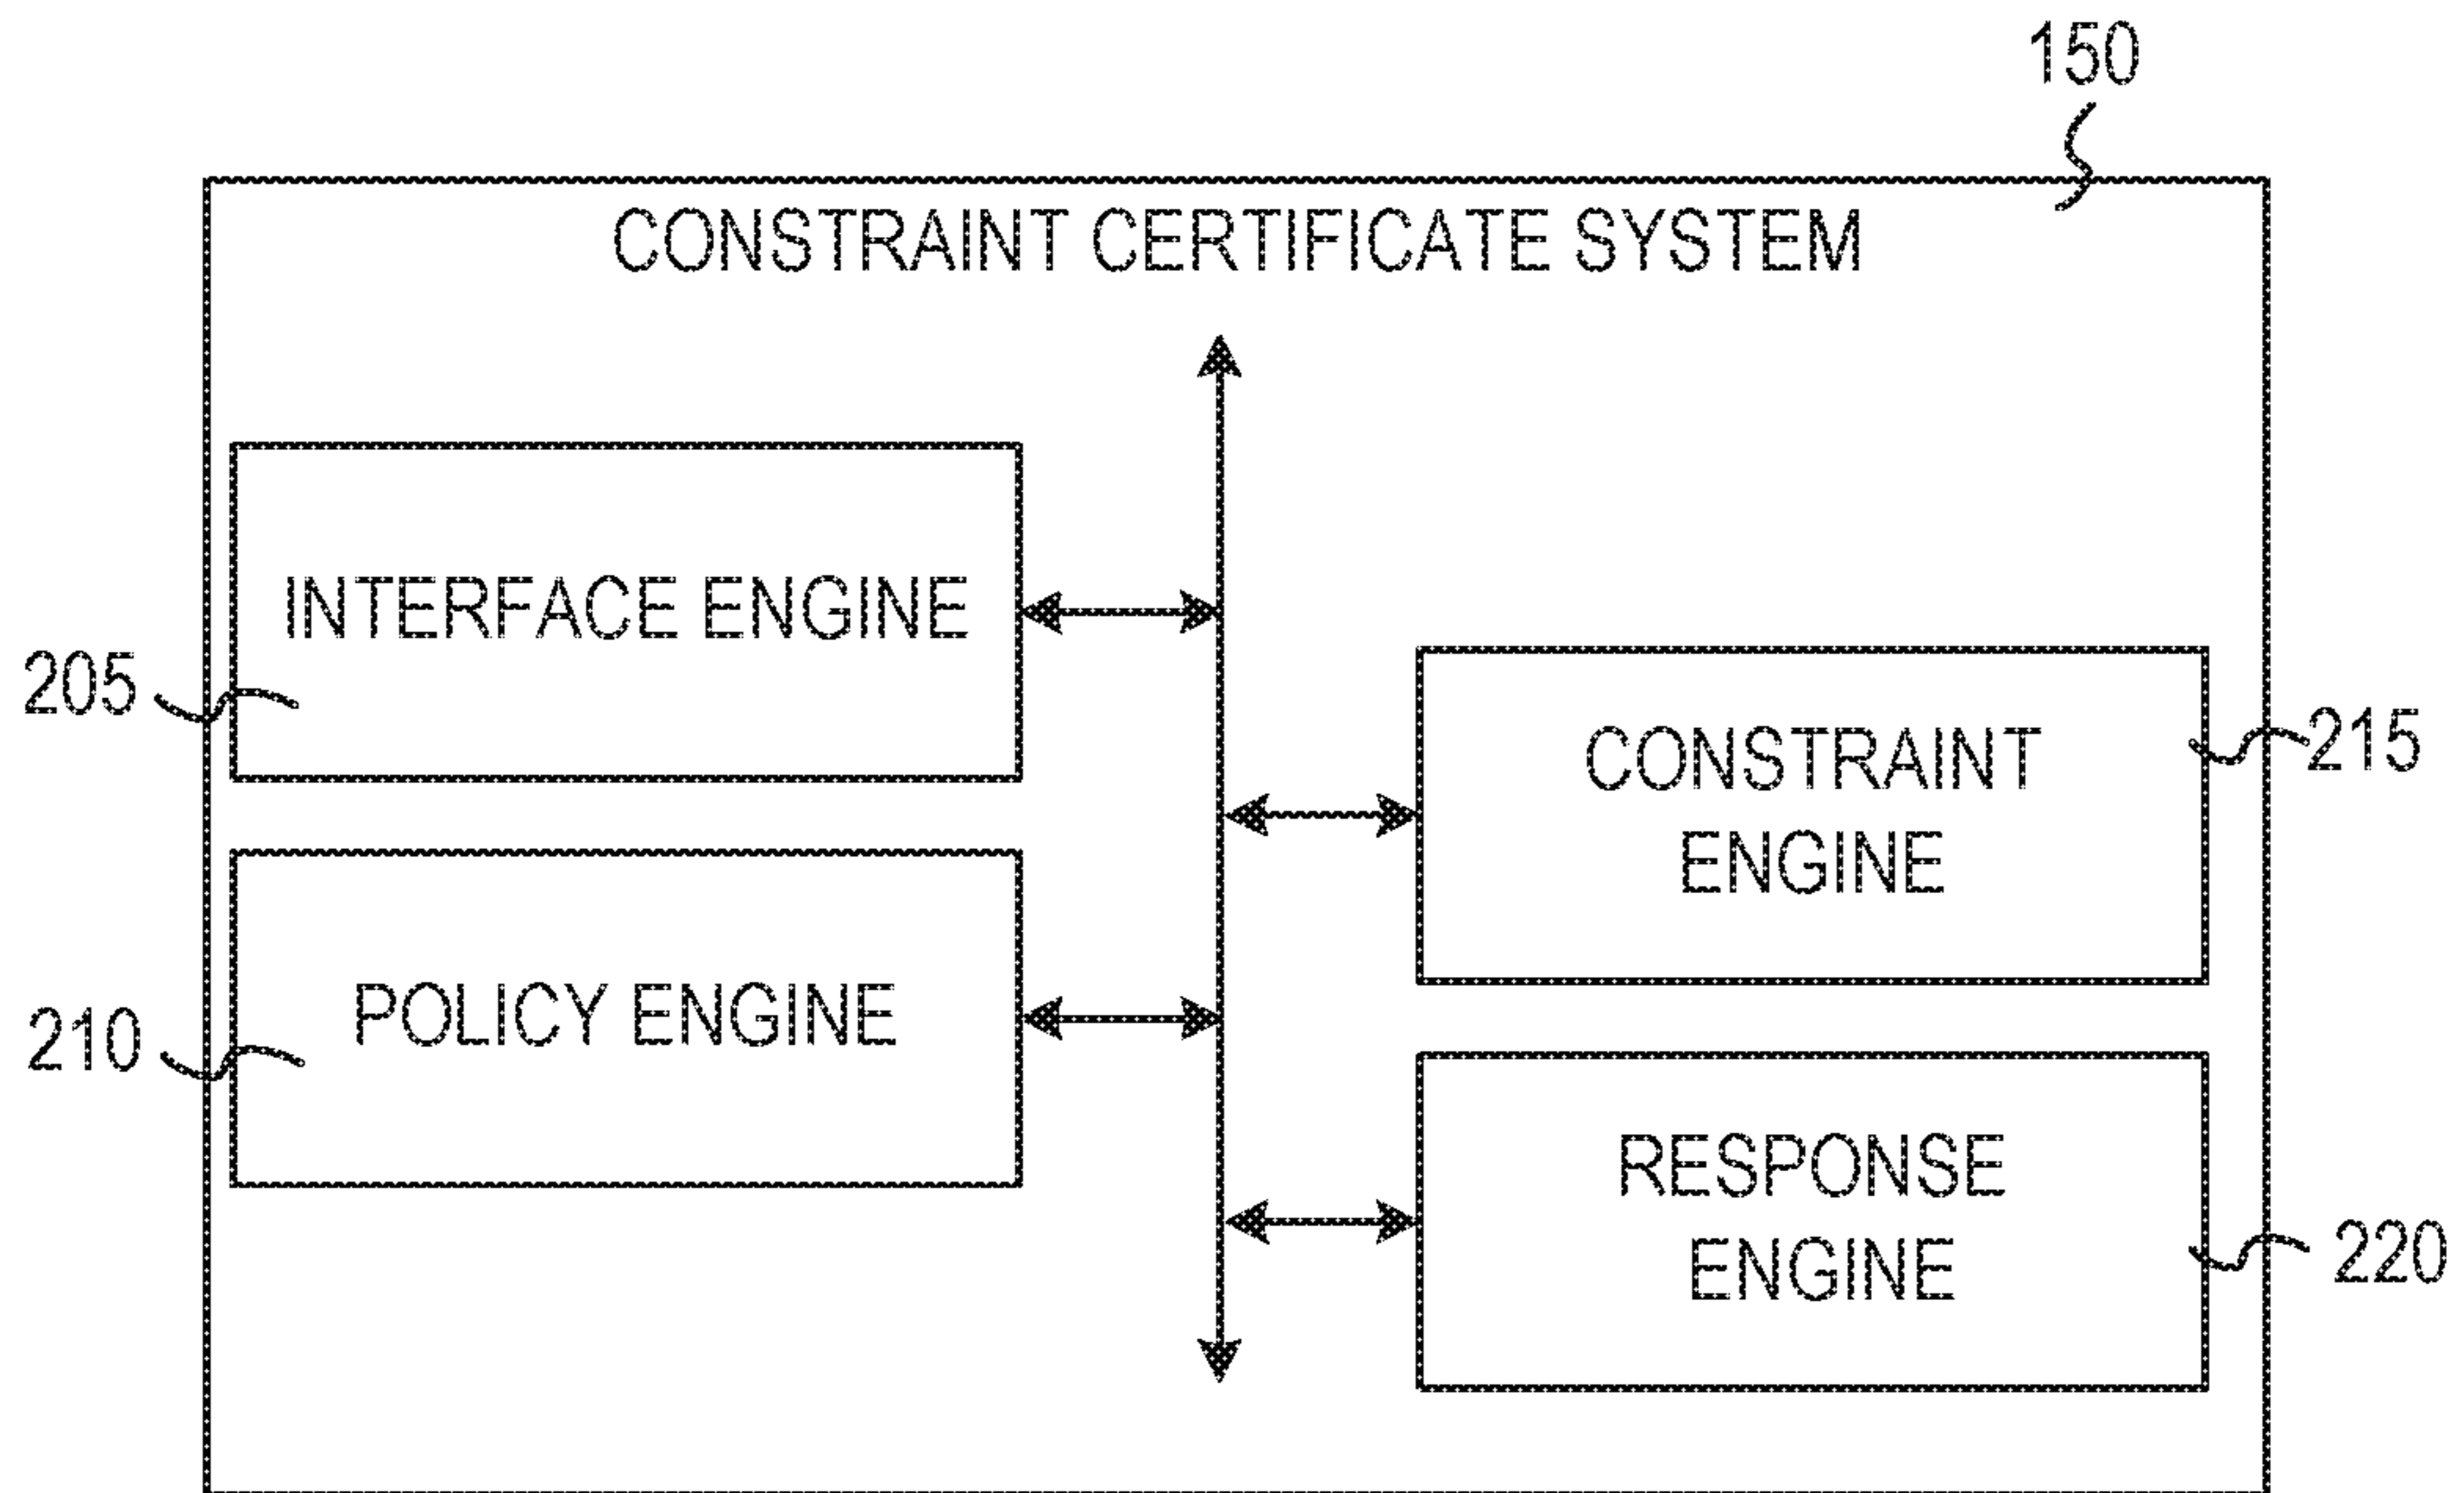 150
CONSTRAINT CERTIFICATE SYSTEM
INTERFACE ENGINE
205
CONSTRAINT
ENGINE
215
POLICY ENGINE
210
RESPONSE
ENGINE
220